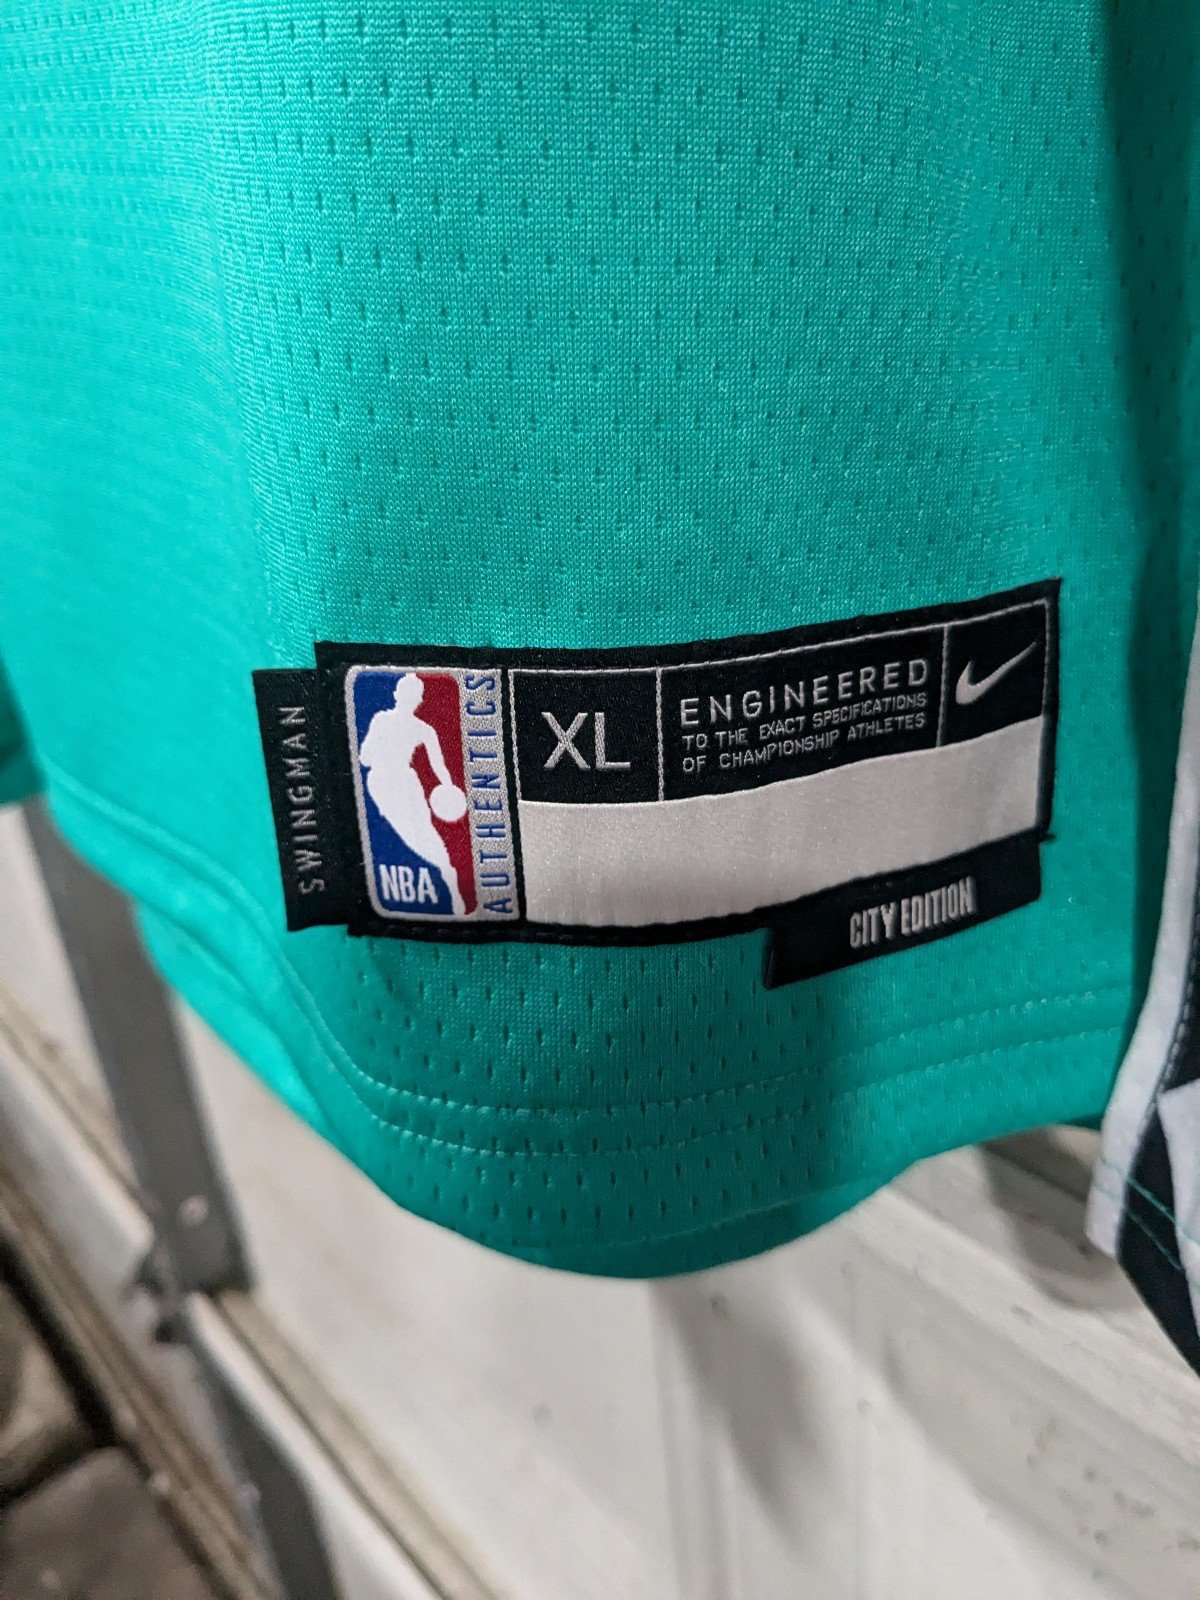 SWINGMAN
NBA
AUTHENTICS
XL
ENGINEERED
TO THE EXACT SPECIFICATIONS
OF CHAMPIONSHIP ATHLETES
CITY EDITION